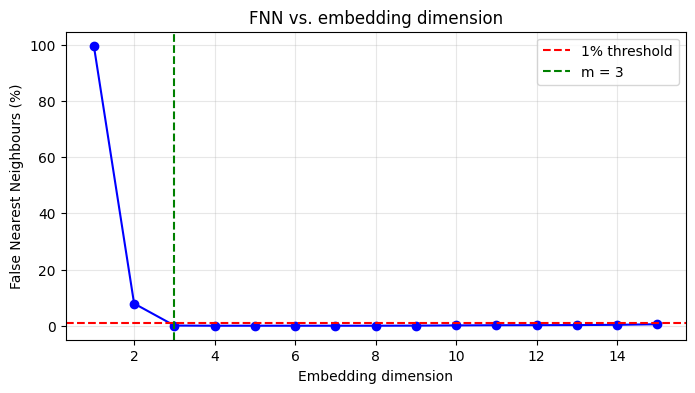 FNN vs. embedding dimension
False Nearest Neighbours (%)
100
80
60
40
20
0
1% threshold
m = 3
2 4 6 8 10 12 14
Embedding dimension